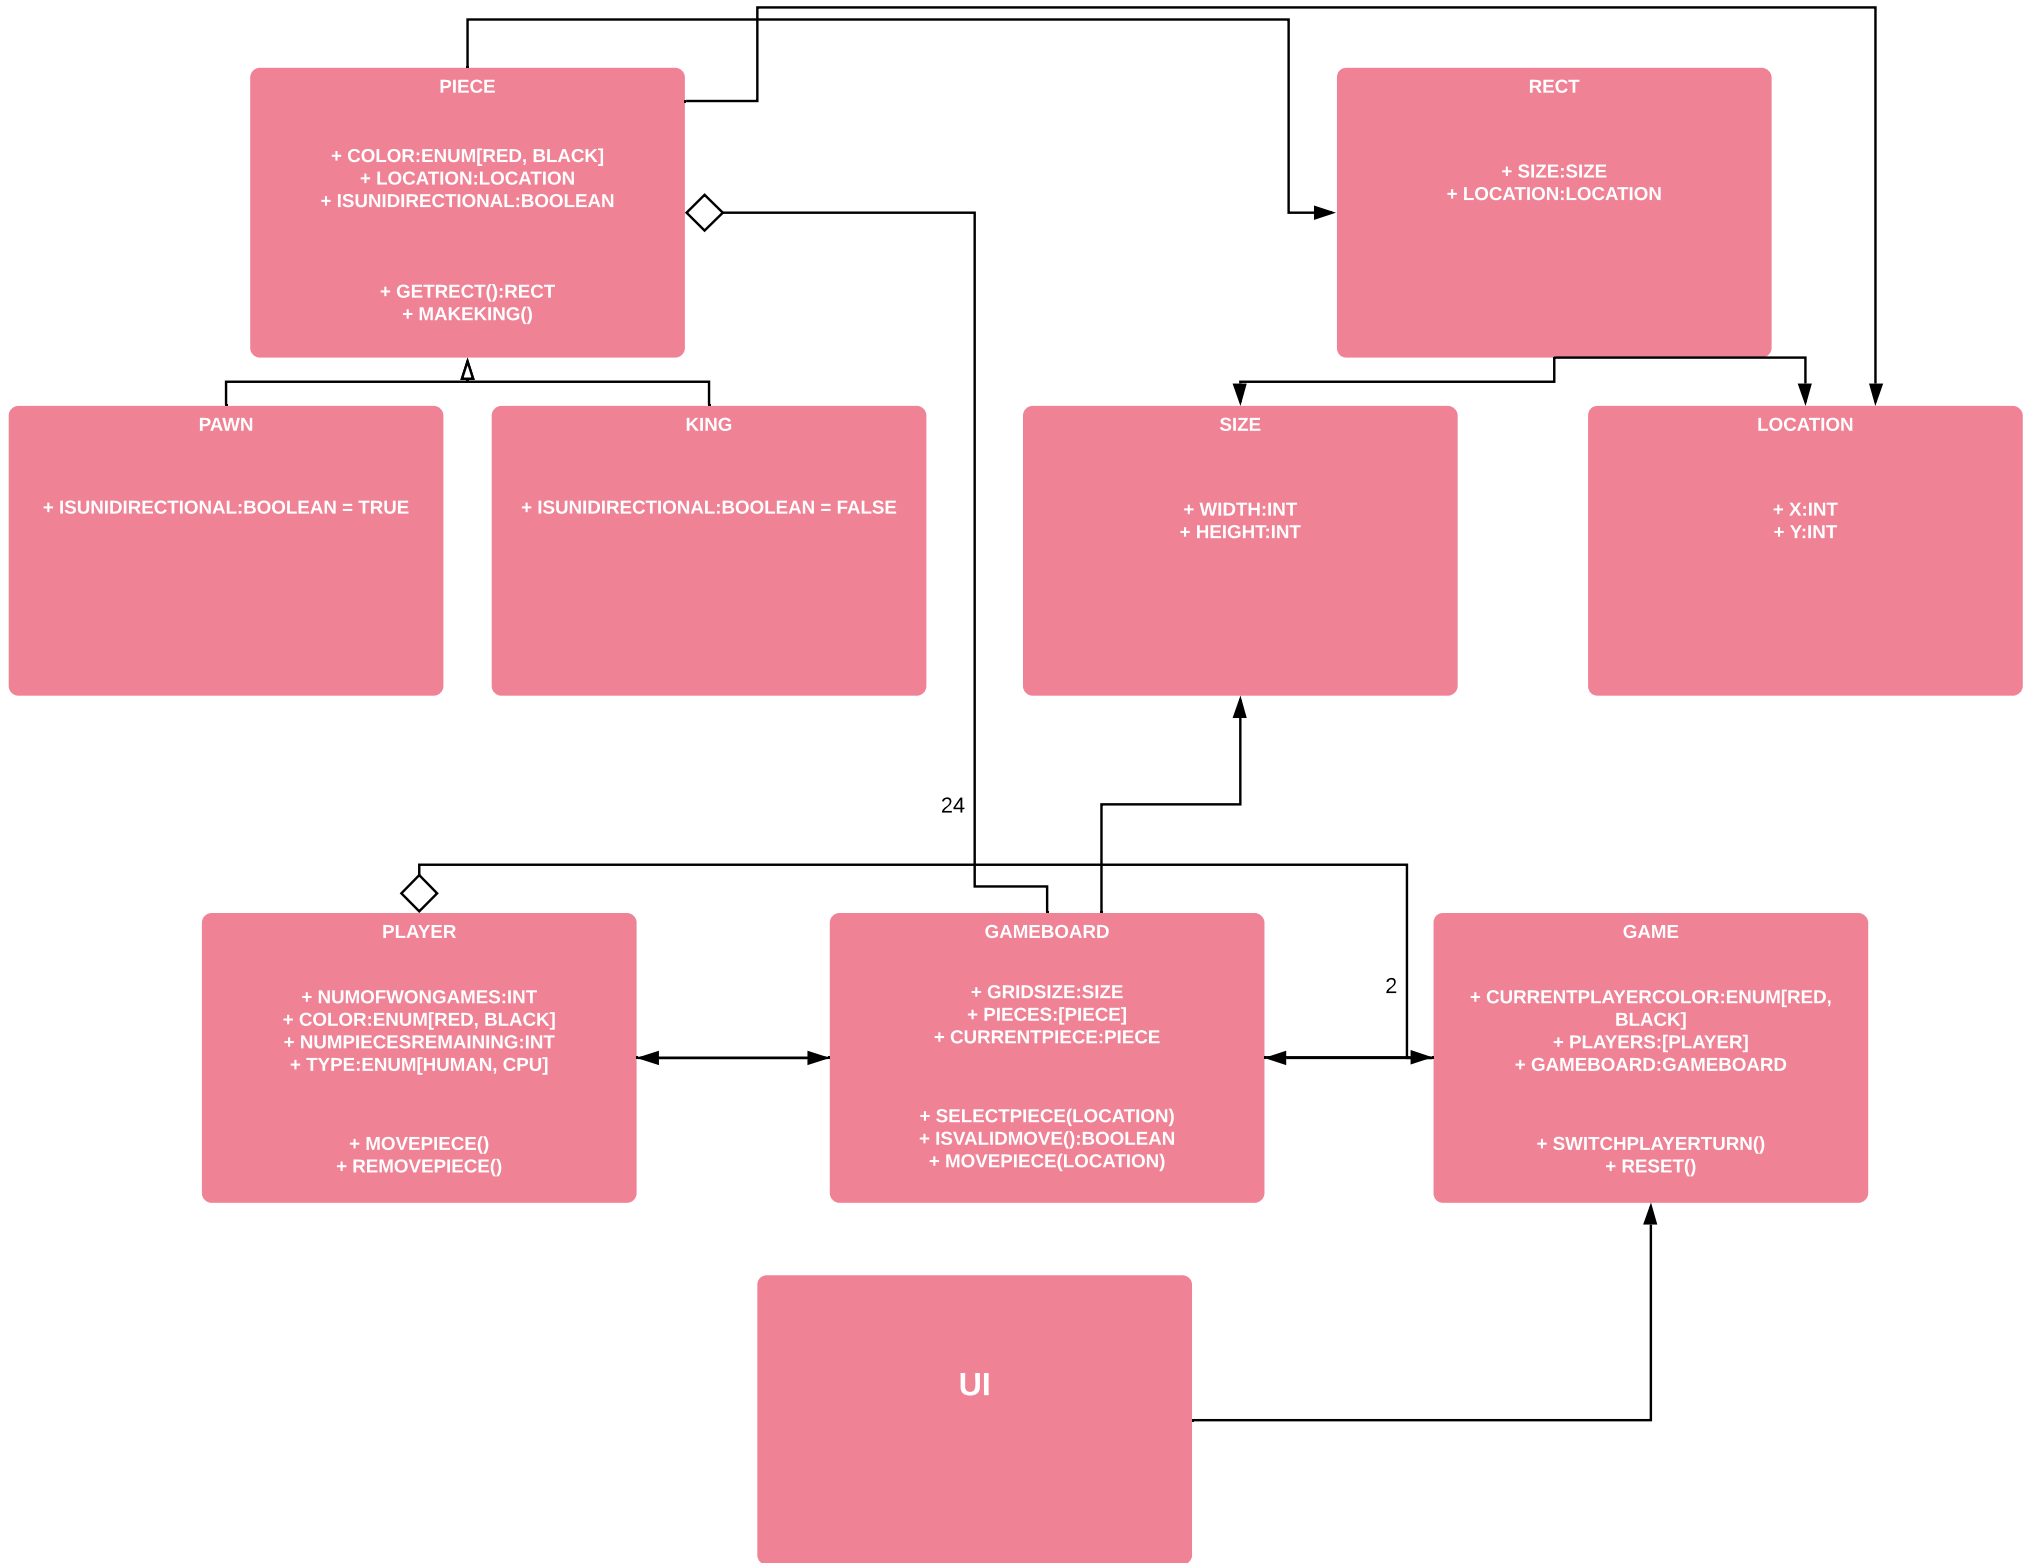 PIECE
+ COLOR:ENUM[RED, BLACK]
+ LOCATION:LOCATION
+ ISUNIDIRECTIONAL:BOOLEAN
+ GETRECT():RECT
+ MAKEKING()
RECT
+ SIZE:SIZE
+ LOCATION:LOCATION
PAWN
+ ISUNIDIRECTIONAL:BOOLEAN = TRUE
KING
+ ISUNIDIRECTIONAL:BOOLEAN = FALSE
SIZE
+ WIDTH:INT
+ HEIGHT:INT
LOCATION
+ X:INT
+ Y:INT
24
PLAYER
+ NUMOFWONGAMES:INT
+ COLOR:ENUM[RED, BLACK]
+ NUMPIECESREMAINING:INT
+ TYPE:ENUM[HUMAN, CPU]
+ MOVEPIECE()
+ REMOVEPIECE()
GAMEBOARD
+ GRIDSIZE:SIZE
+ PIECES:[PIECE]
+ CURRENTPIECE:PIECE
+ SELECTPIECE(LOCATION)
+ ISVALIDMOVE():BOOLEAN
+ MOVEPIECE(LOCATION)
2
GAME
+ CURRENTPLAYERCOLOR:ENUM[RED,
BLACK]
+ PLAYERS:[PLAYER]
+ GAMEBOARD:GAMEBOARD
+ SWITCHPLAYERTURN()
+ RESET()
UI